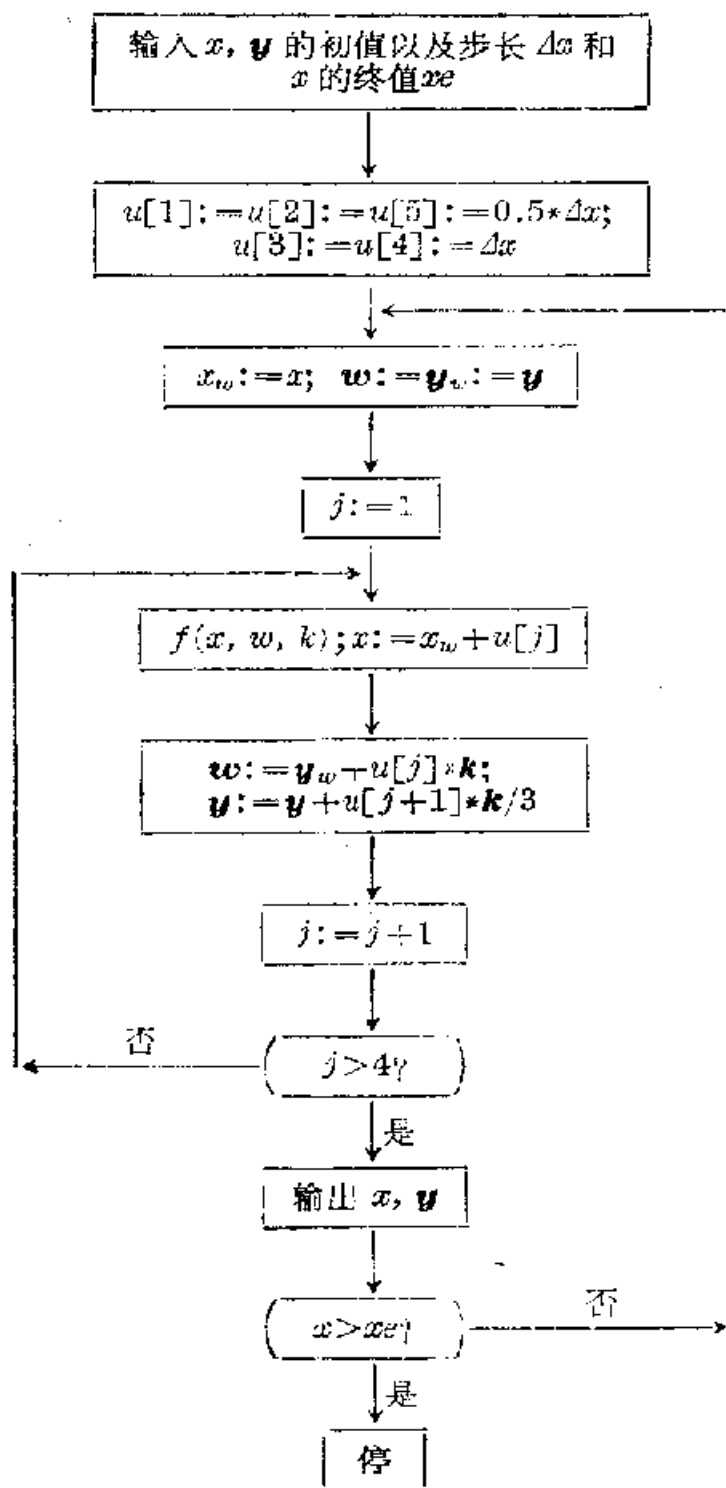 输入 x, y 的初值以及步长 Δx 和
x 的终值 xe
u[1]:=u[2]:=u[5]:=0.5*Δx;
u[3]:=u[4]:=Δx
x_w:=x; w:=y_w:=y
j:=1
f(x, w, k); x:=x_w+u[j]
w:=y_w+u[j]*k;
y:=y+u[j+1]*k/3
j:=j+1
否
j>4?
是
输出 x, y
x>xe?
否
是
停